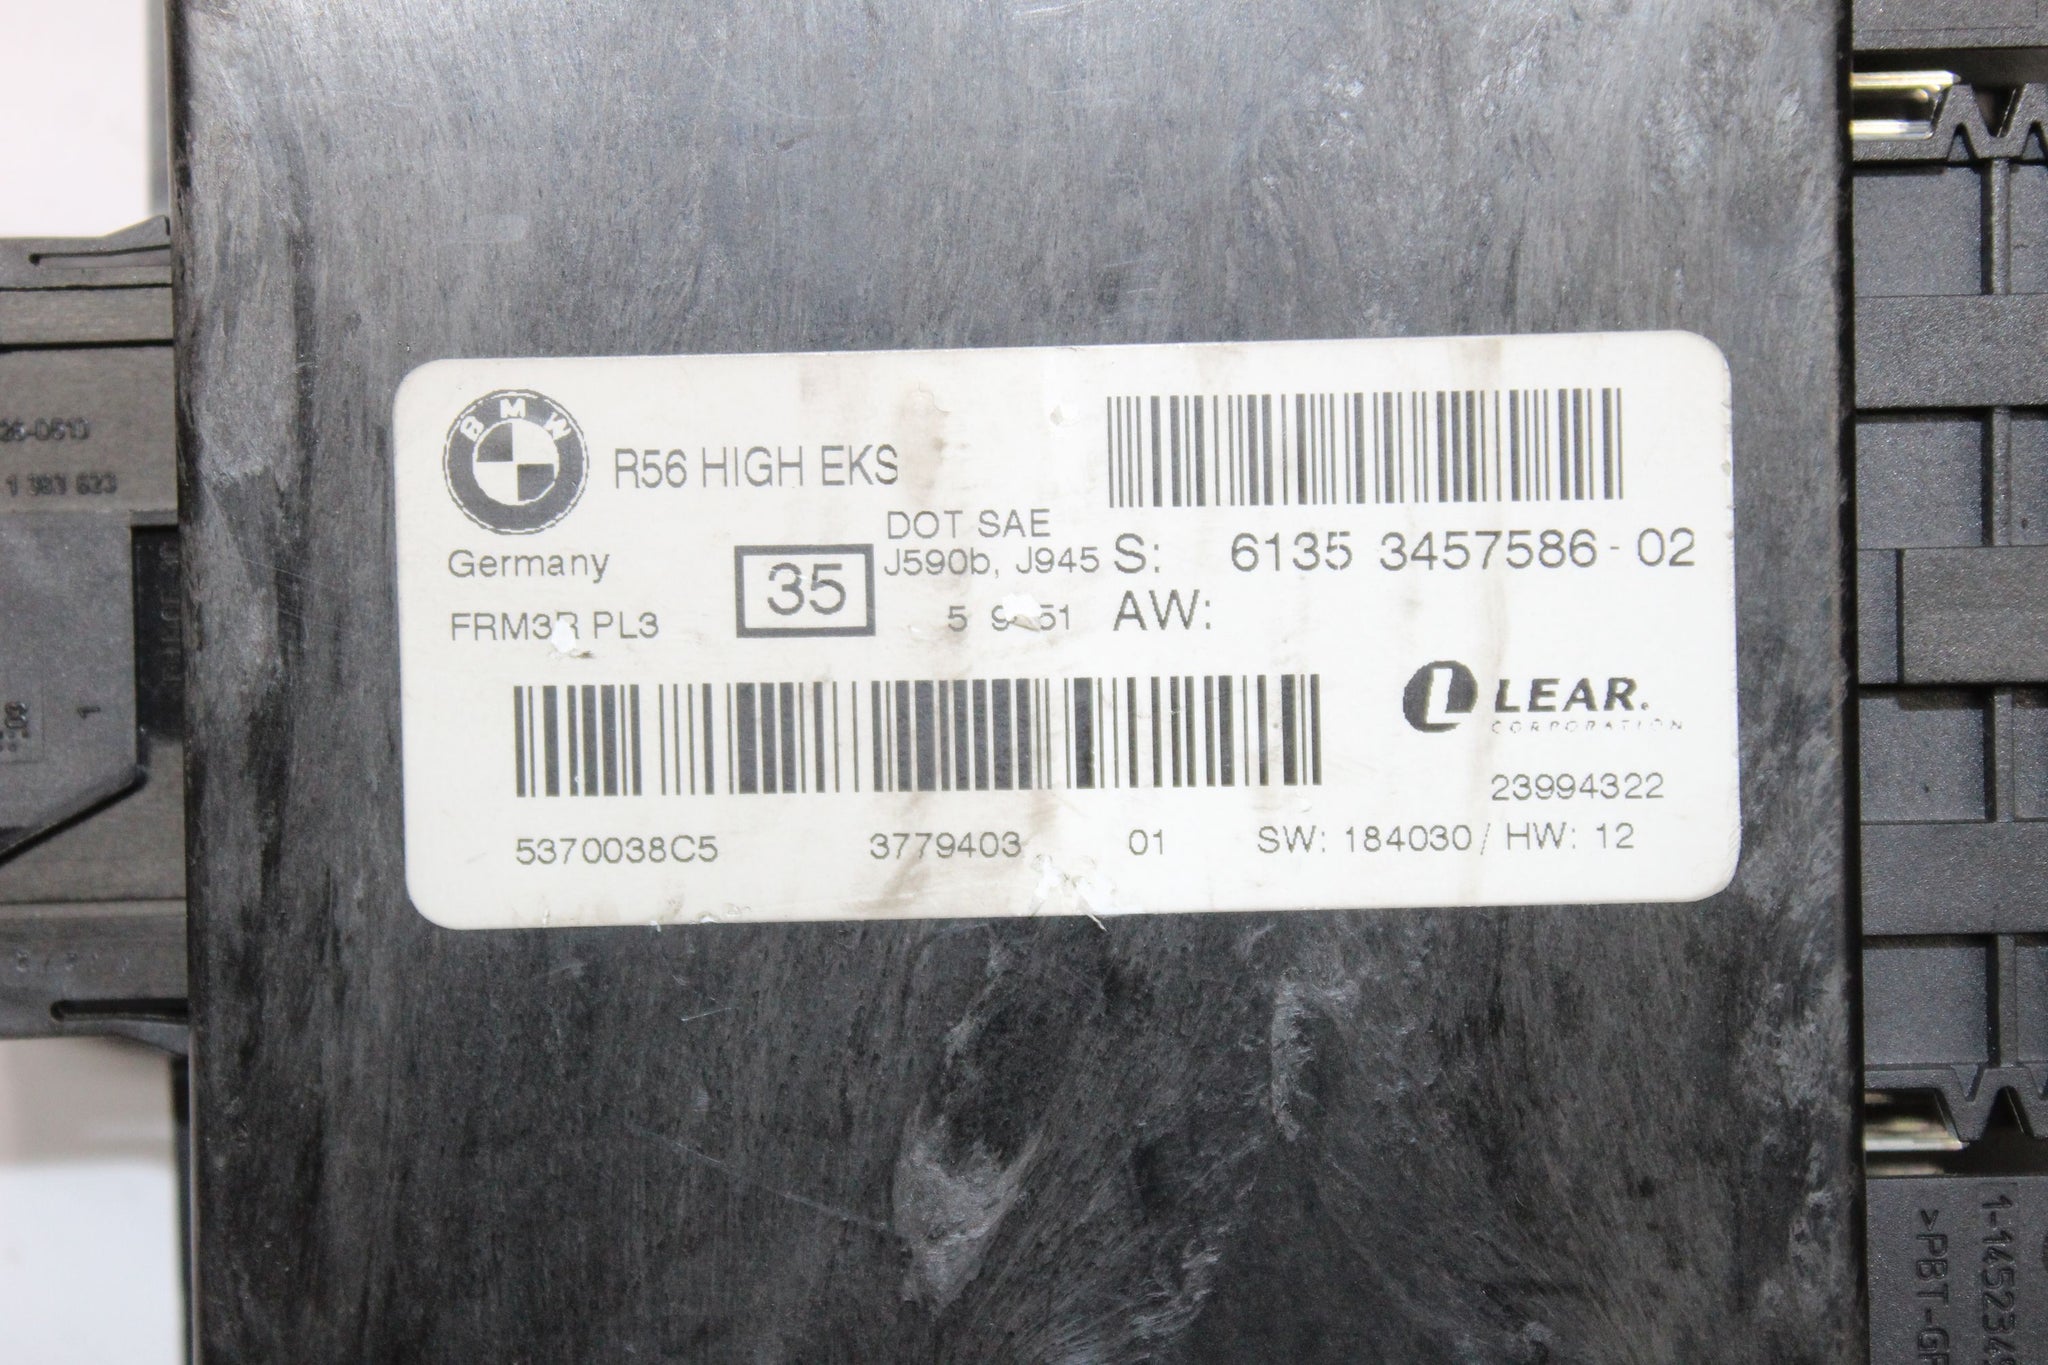 BMW
R56 HIGH EKS
DOT SAE
J590b, J945
Germany
35
S: 6135 3457586-02
AW:
PL3
LEAR.
CORPORATION
23994322
5370038C5 3779403 01 SW: 184030 / HW: 12
1